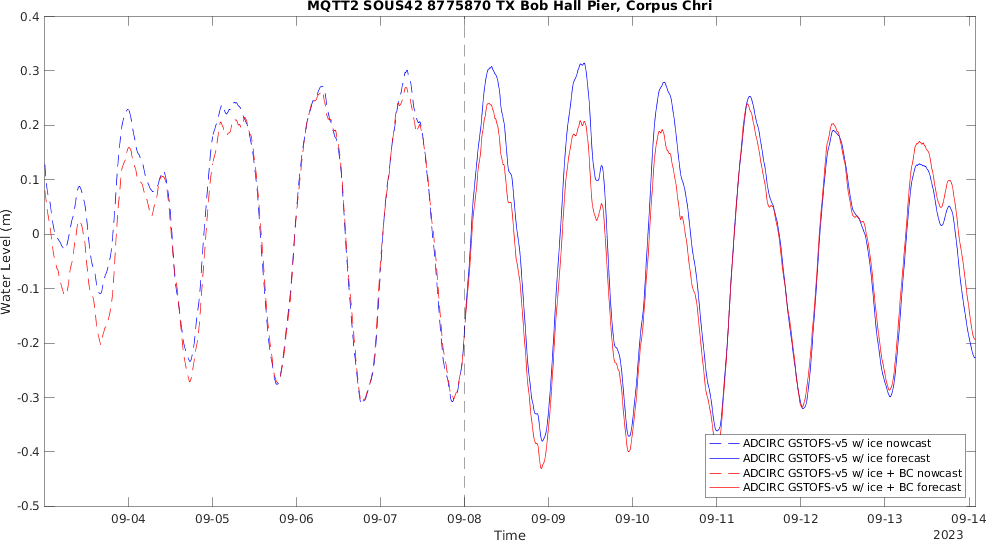 MQTT2 SOUS42 8775870 TX Bob Hall Pier, Corpus Chri
0.4
0.3
0.2
0.1
0
-0.1
-0.2
-0.3
-0.4
-0.5
Water Level (m)
ADCIRC GSTOFS-v5 w/ ice nowcast
ADCIRC GSTOFS-v5 w/ ice forecast
ADCIRC GSTOFS-v5 w/ ice + BC nowcast
ADCIRC GSTOFS-v5 w/ ice + BC forecast
09-04 09-05 09-06 09-07 09-08 09-09 09-10 09-11 09-12 09-13 09-14
Time
2023